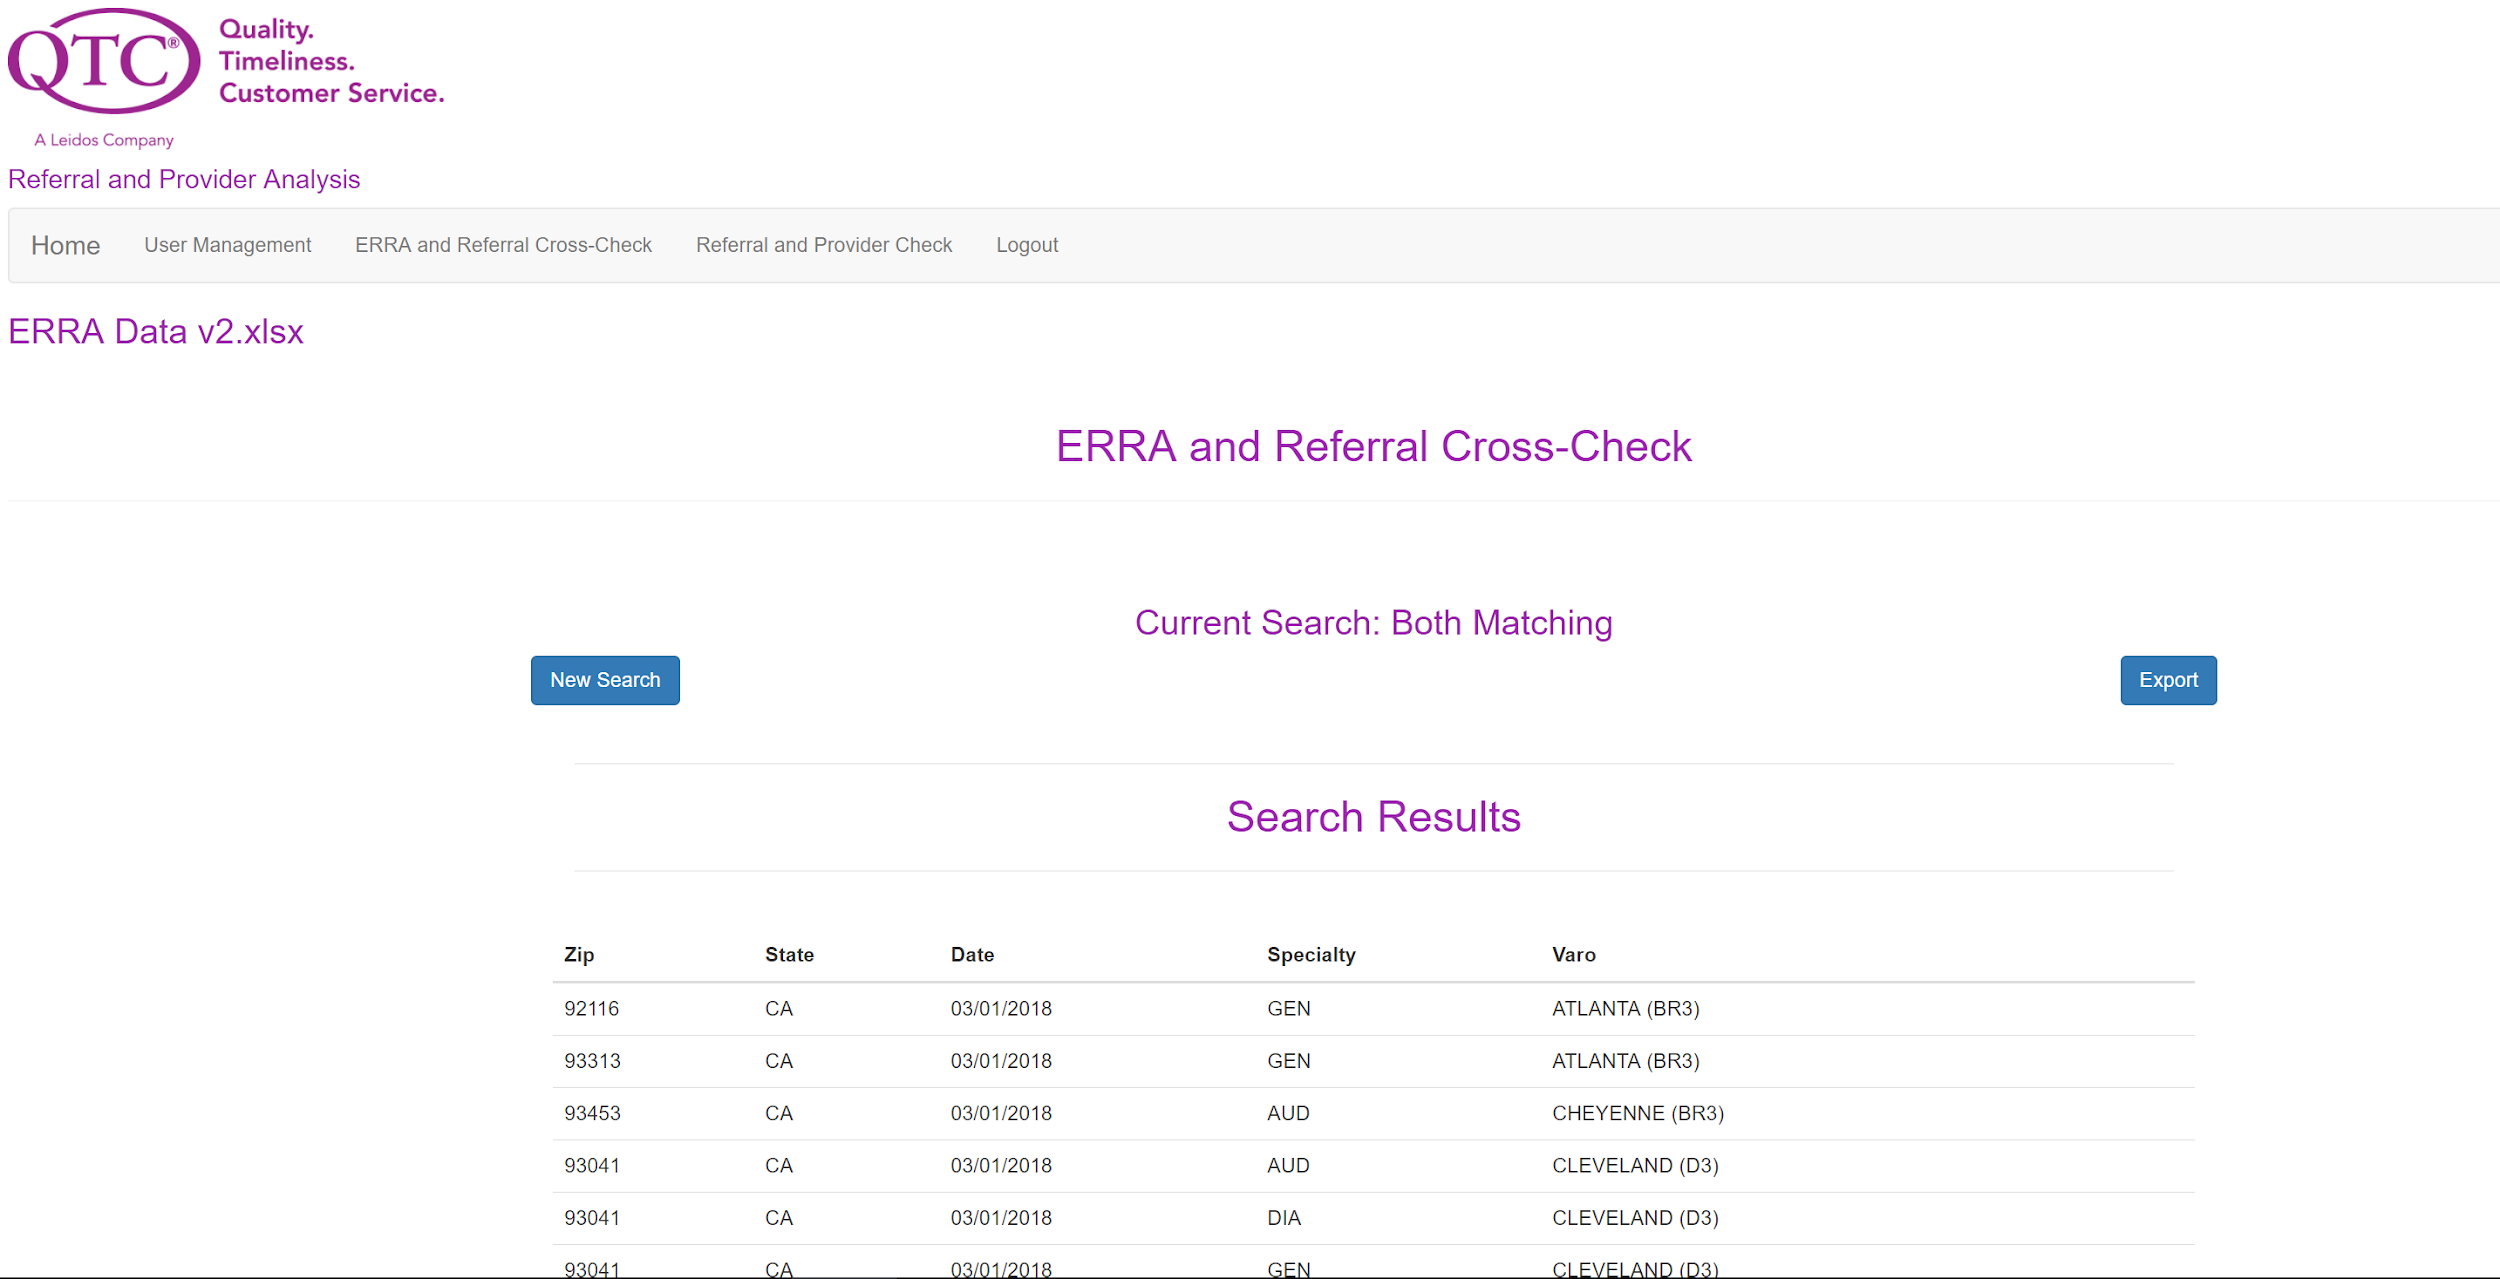 QTC®
Quality.
Timeliness.
Customer Service.
A Leidos Company
Referral and Provider Analysis
Home User Management ERRA and Referral Cross-Check Referral and Provider Check Logout
ERRA Data v2.xlsx
ERRA and Referral Cross-Check
Current Search: Both Matching
New Search Export
Search Results
Zip State Date Specialty Varo
92116 CA 03/01/2018 GEN ATLANTA (BR3)
93313 CA 03/01/2018 GEN ATLANTA (BR3)
93453 CA 03/01/2018 AUD CHEYENNE (BR3)
93041 CA 03/01/2018 AUD CLEVELAND (D3)
93041 CA 03/01/2018 DIA CLEVELAND (D3)
93041 CA 03/01/2018 GEN CLEVELAND (D3)